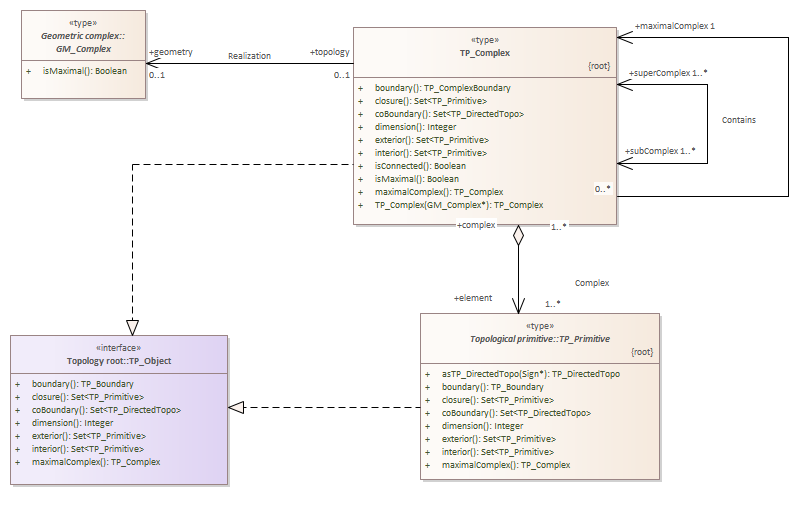 «type»
Geometric complex::
GM_Complex
+ isMaximal(): Boolean
+geometry
0..1
Realization
+topology
0..1
«type»
TP_Complex
{root}
+ boundary(): TP_ComplexBoundary
+ closure(): Set<TP_Primitive>
+ coBoundary(): Set<TP_DirectedTopo>
+ dimension(): Integer
+ exterior(): Set<TP_Primitive>
+ interior(): Set<TP_Primitive>
+ isConnected(): Boolean
+ isMaximal(): Boolean
+ maximalComplex(): TP_Complex
+ TP_Complex(GM_Complex*): TP_Complex
+maximalComplex 1
+superComplex 1..*
Contains
+subComplex 1..*
0..*
+complex
1..*
Complex
+element
1..*
«interface»
Topology root::TP_Object
+ boundary(): TP_Boundary
+ closure(): Set<TP_Primitive>
+ coBoundary(): Set<TP_DirectedTopo>
+ dimension(): Integer
+ exterior(): Set<TP_Primitive>
+ interior(): Set<TP_Primitive>
+ maximalComplex(): TP_Complex
«type»
Topological primitive::TP_Primitive
{root}
+ asTP_DirectedTopo(Sign*): TP_DirectedTopo
+ boundary(): TP_Boundary
+ closure(): Set<TP_Primitive>
+ coBoundary(): Set<TP_DirectedTopo>
+ dimension(): Integer
+ exterior(): Set<TP_Primitive>
+ interior(): Set<TP_Primitive>
+ maximalComplex(): TP_Complex